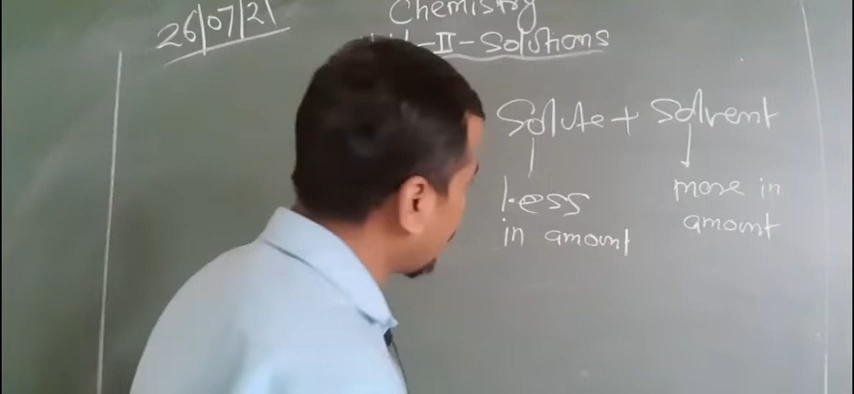 26/07/21
Chemistry
-II-Solutions
Solute + Solvent
Less
in amount
more in
amount